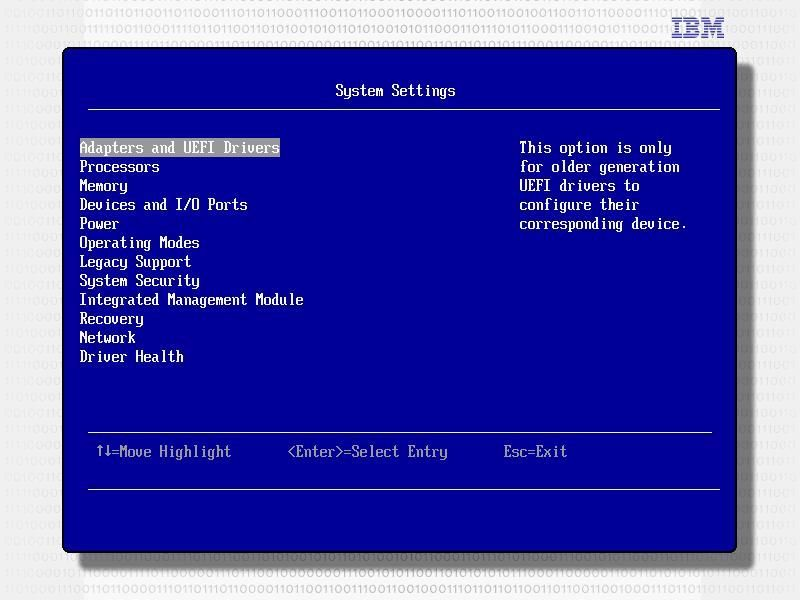 IBM
System Settings
Adapters and UEFI Drivers
Processors
Memory
Devices and I/O Ports
Power
Operating Modes
Legacy Support
System Security
Integrated Management Module
Recovery
Network
Driver Health
This option is only
for older generation
UEFI drivers to
configure their
corresponding device.
↑↓=Move Highlight <Enter>=Select Entry Esc=Exit